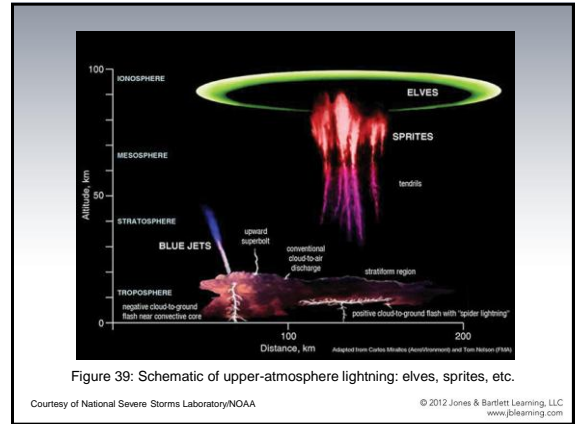 100
IONOSPHERE
ELVES
SPRITES
MESOSPHERE
tendrils
Altitude, km
50
STRATOSPHERE
BLUE JETS
upward
superbolt
conventional
cloud-to-air
discharge
stratiform region
TROPOSPHERE
negative cloud-to-ground
flash near convective core
positive cloud-to-ground flash with "spider lightning"
0
100
200
Distance, km
Adapted from Carlos Miralles (AeroVironment) and Tom Nelson (FMA)
Figure 39: Schematic of upper-atmosphere lightning: elves, sprites, etc.
Courtesy of National Severe Storms Laboratory/NOAA
© 2012 Jones & Bartlett Learning, LLC
www.jblearning.com